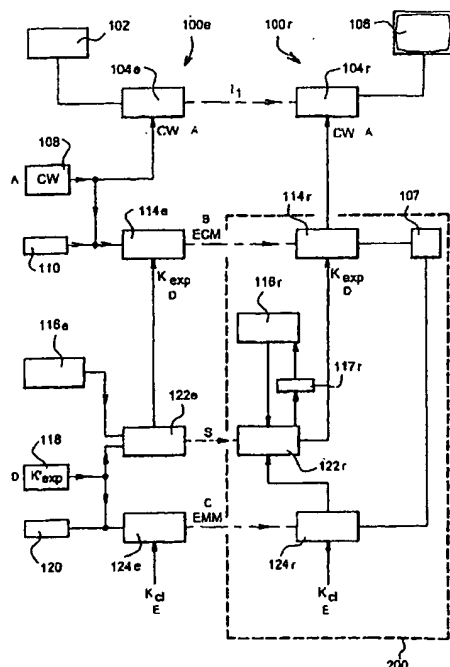 102
100e
100r
106
104e
I1
104r
CW A
CW A
108
A
CW
B
114e
ECM
114r
107
110
Kexp
D
Kexp
D
116r
116e
117r
122e
S
122r
118
D
K'exp
C
120
EMM
124e
124r
Kcl
E
Kcl
E
200